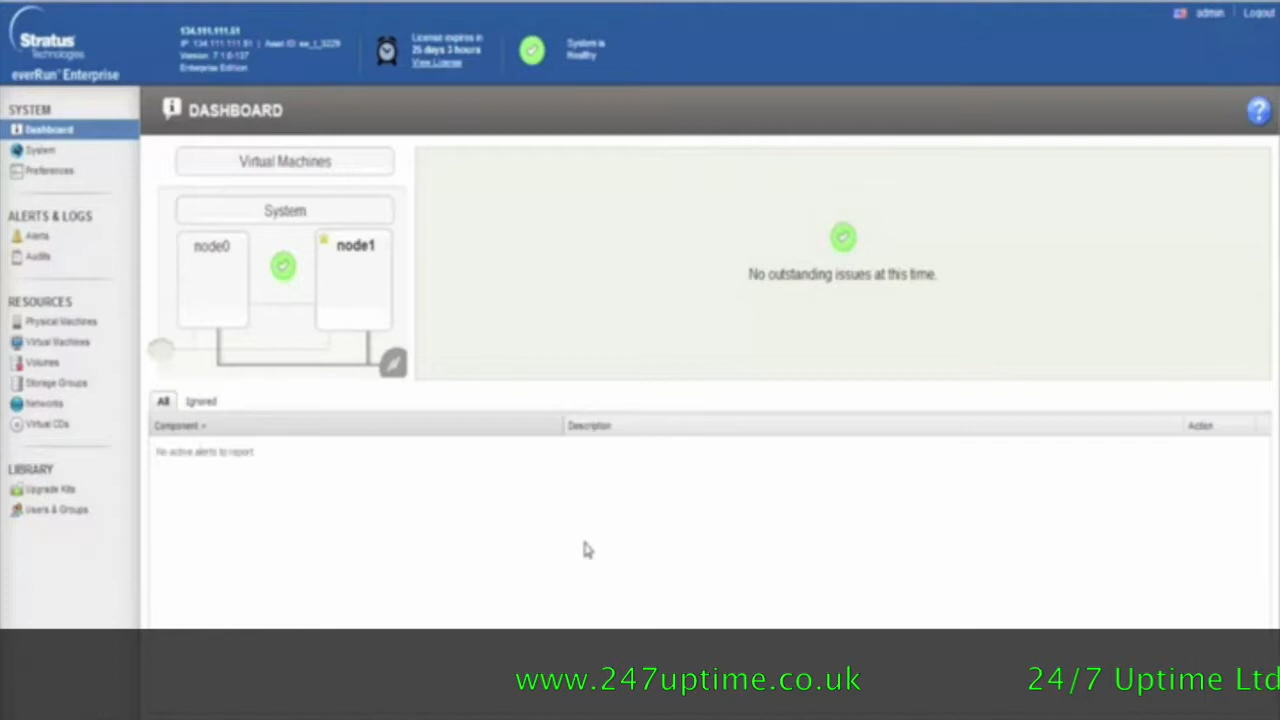 Stratus
Technologies
everRun® Enterprise
134.111.111.51
IP: 134.111.111.51 | Asset ID:
Version: 7.1.0-137
Enterprise Edition
License expires in
25 days 3 hours
View License
System is
Healthy
admin
Logout
SYSTEM
Dashboard
System
Preferences
ALERTS & LOGS
Alerts
Audits
RESOURCES
Physical Machines
Virtual Machines
Volumes
Storage Groups
Networks
Virtual CDs
LIBRARY
Upgrade Kits
Users & Groups
DASHBOARD
?
Virtual Machines
System
node0
node1
No outstanding issues at this time.
All
Ignored
Component
Description
Action
No active alerts to report
www.247uptime.co.uk
24/7 Uptime Ltd